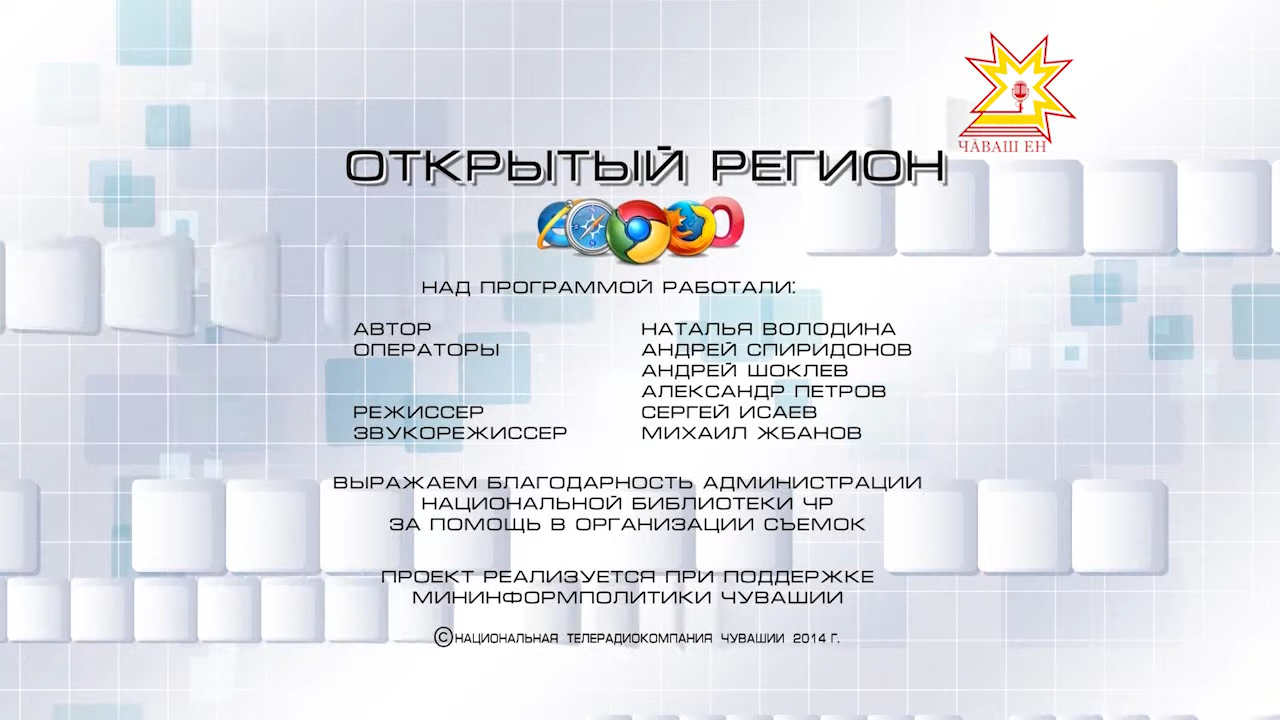 ЧӐВАШ ЕН
ОТКРЫТЫЙ РЕГИОН
НАД ПРОГРАММОЙ РАБОТАЛИ:
АВТОР НАТАЛЬЯ ВОЛОДИНА
ОПЕРАТОРЫ АНДРЕЙ СПИРИДОНОВ
АНДРЕЙ ШОКЛЕВ
АЛЕКСАНДР ПЕТРОВ
РЕЖИССЕР СЕРГЕЙ ИСАЕВ
ЗВУКОРЕЖИССЕР МИХАИЛ ЖБАНОВ
ВЫРАЖАЕМ БЛАГОДАРНОСТЬ АДМИНИСТРАЦИИ
НАЦИОНАЛЬНОЙ БИБЛИОТЕКИ ЧР
ЗА ПОМОЩЬ В ОРГАНИЗАЦИИ СЪЕМОК
ПРОЕКТ РЕАЛИЗУЕТСЯ ПРИ ПОДДЕРЖКЕ
МИНИНФОРМПОЛИТИКИ ЧУВАШИИ
©НАЦИОНАЛЬНАЯ ТЕЛЕРАДИОКОМПАНИЯ ЧУВАШИИ 2014 Г.